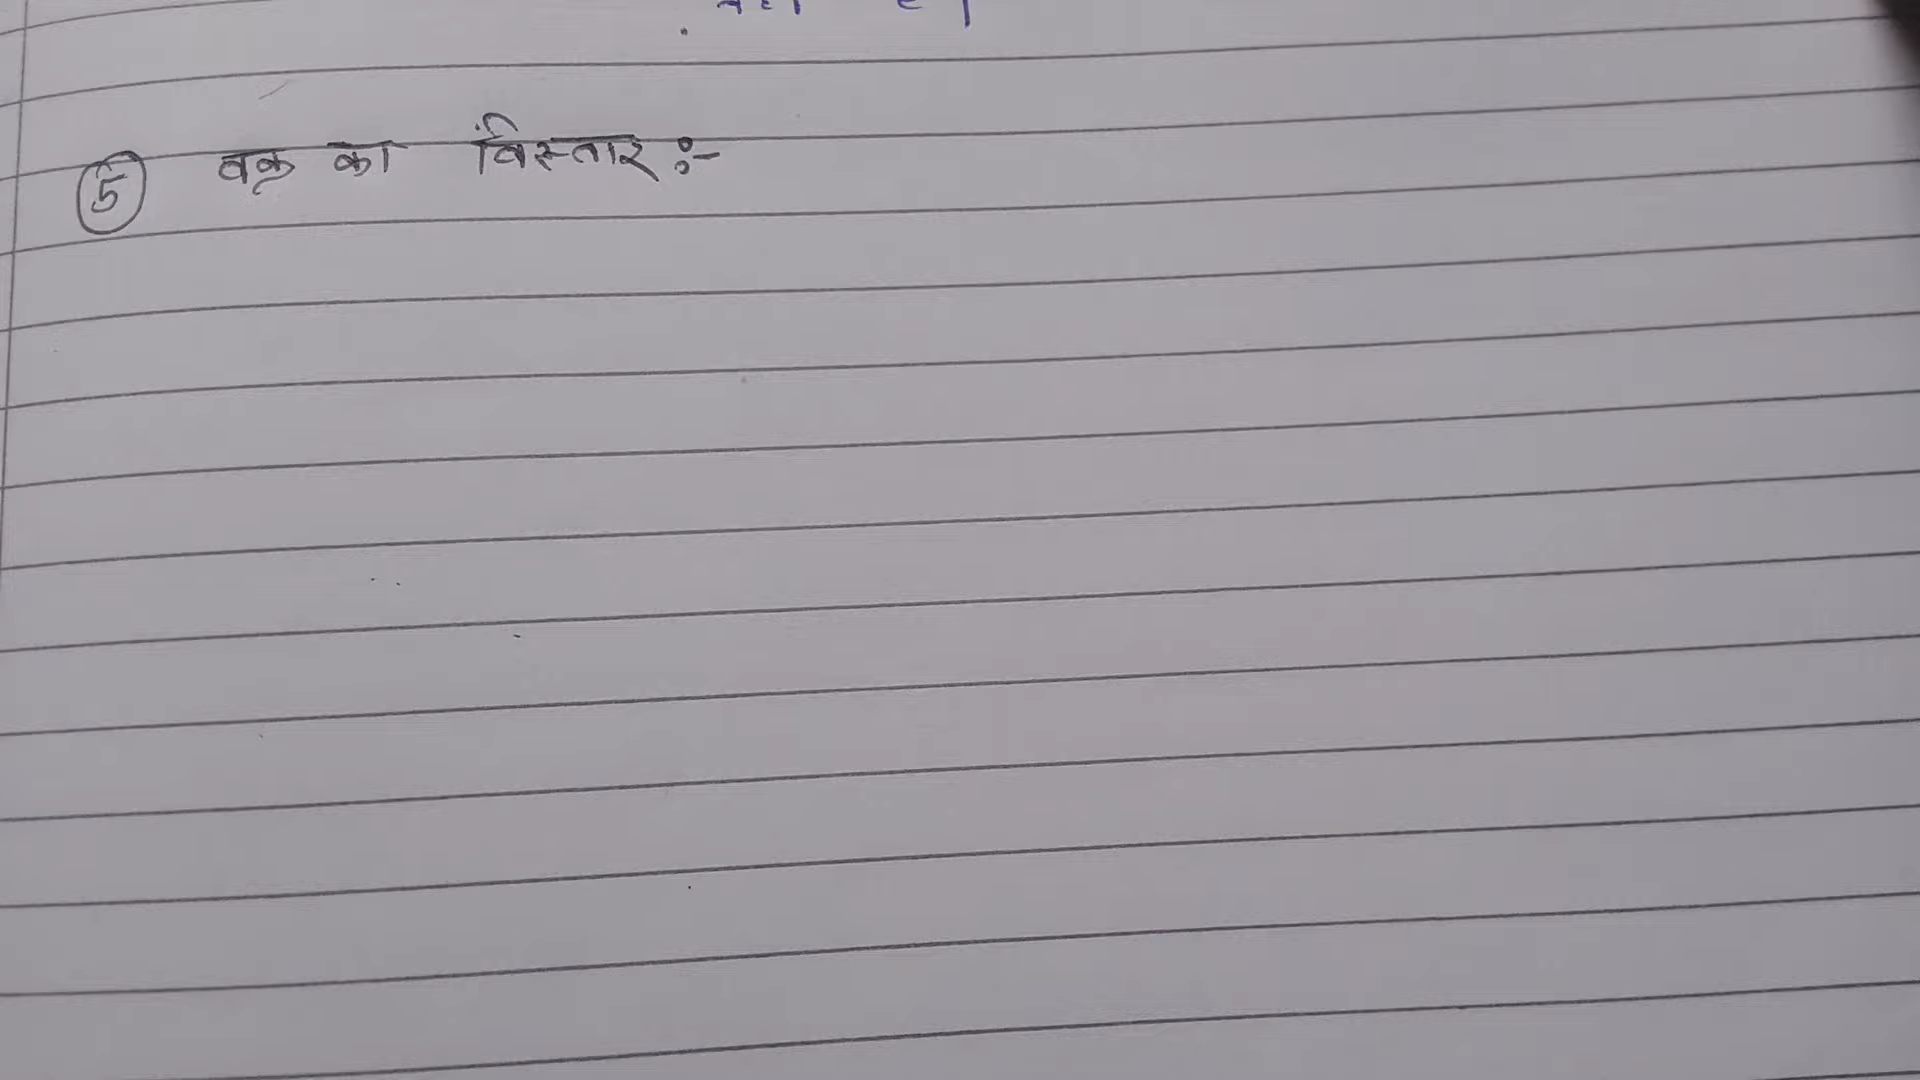 ⑤ वक्र का विस्तार :-